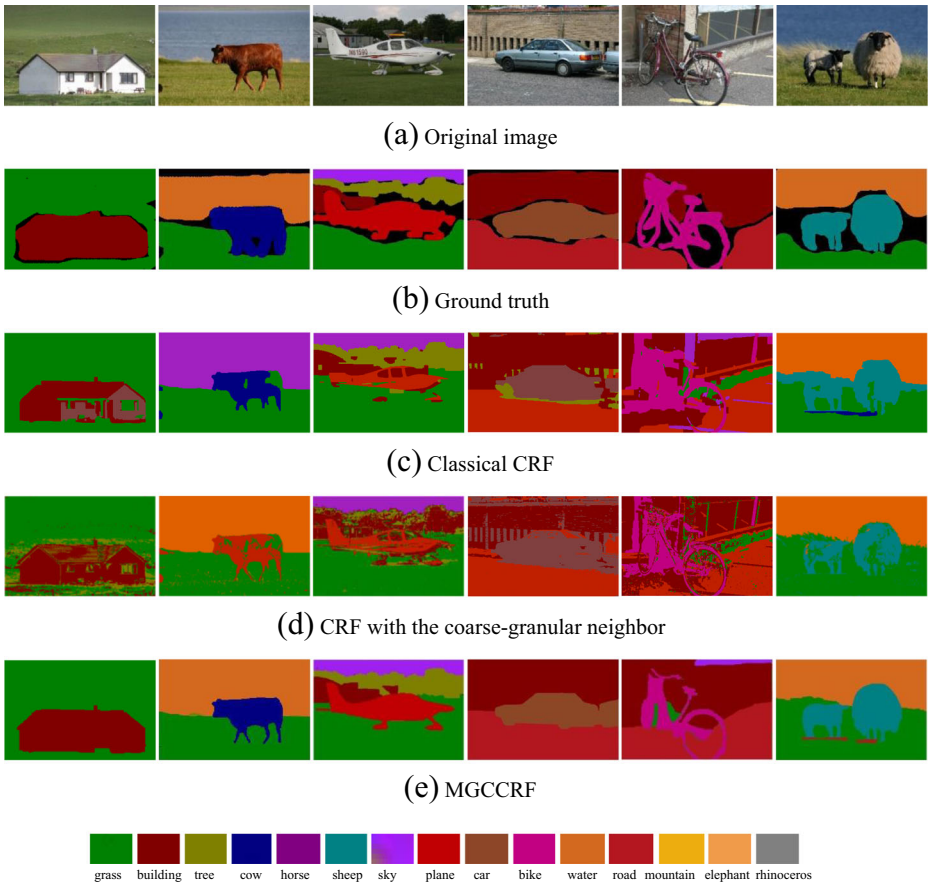 (a) Original image
(b) Ground truth
(c) Classical CRF
(d) CRF with the coarse-granular neighbor
(e) MGCCRF
grass building tree cow horse sheep sky plane car bike water road mountain elephant rhinoceros